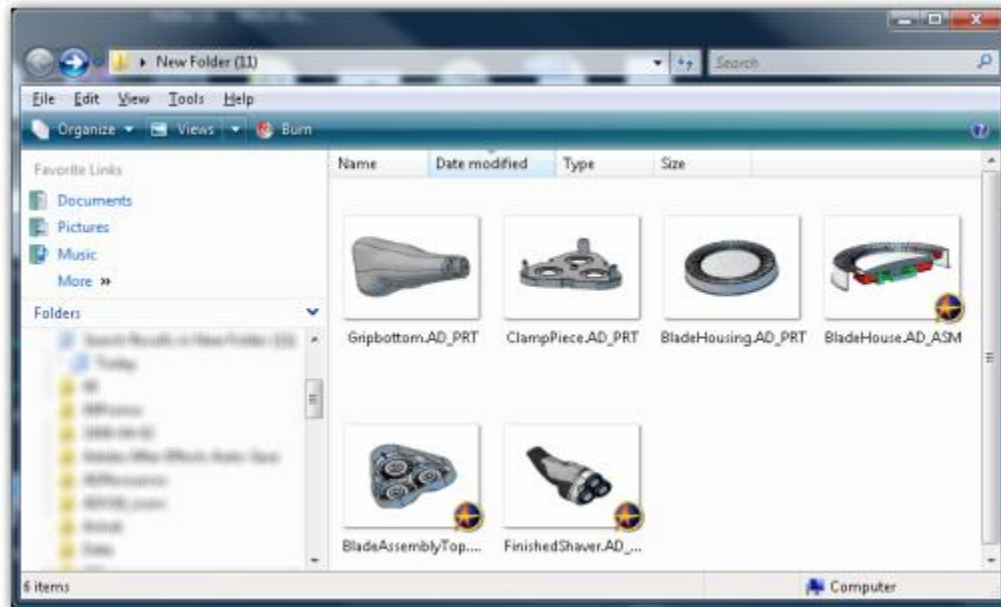 New Folder (11)
Search
File Edit View Tools Help
Organize Views Burn
Favorite Links
Documents
Pictures
Music
More »
Folders
Name Date modified Type Size
Gripbottom.AD_PRT ClampPiece.AD_PRT BladeHousing.AD_PRT BladeHouse.AD_ASM
BladeAssemblyTop.... FinishedShaver.AD_...
6 items
Computer